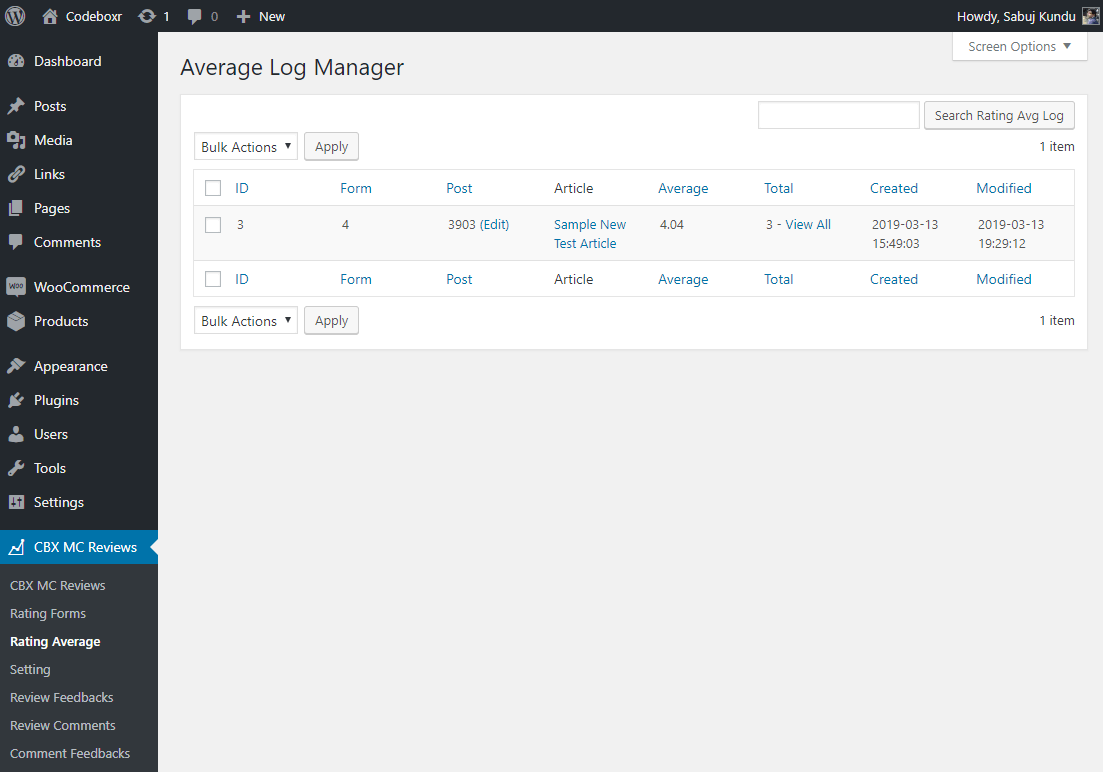 Codeboxr 1 0 New Howdy, Sabuj Kundu
Screen Options
Dashboard
Posts
Media
Links
Pages
Comments
WOO WooCommerce
Products
Appearance
Plugins
Users
Tools
Settings
CBX MC Reviews
CBX MC Reviews
Rating Forms
Rating Average
Setting
Review Feedbacks
Review Comments
Comment Feedbacks
Average Log Manager
Search Rating Avg Log
Bulk Actions Apply 1 item
ID Form Post Article Average Total Created Modified
3 4 3903 (Edit) Sample New 4.04 3 - View All 2019-03-13 2019-03-13
Test Article 15:49:03 19:29:12
ID Form Post Article Average Total Created Modified
Bulk Actions Apply 1 item